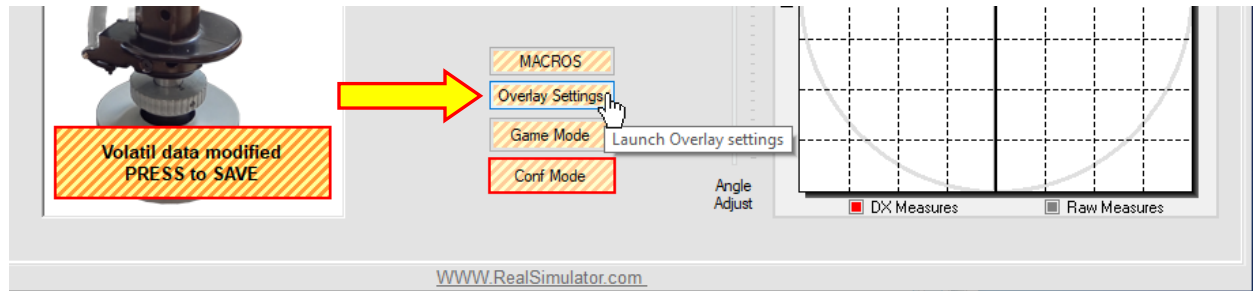 MACROS
Overlay Settings
Game Mode
Launch Overlay settings
Volatil data modified
PRESS to SAVE
Conf Mode
Angle
Adjust
DX Measures
Raw Measures
WWW.RealSimulator.com